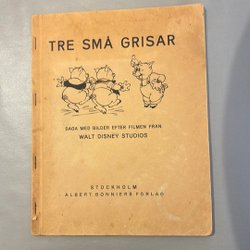 TRE SMÅ GRISAR
SAGA MED BILDER EFTER FILMEN FRÅN
WALT DISNEY STUDIOS
STOCKHOLM
ALBERT BONNIERS FÖRLAG